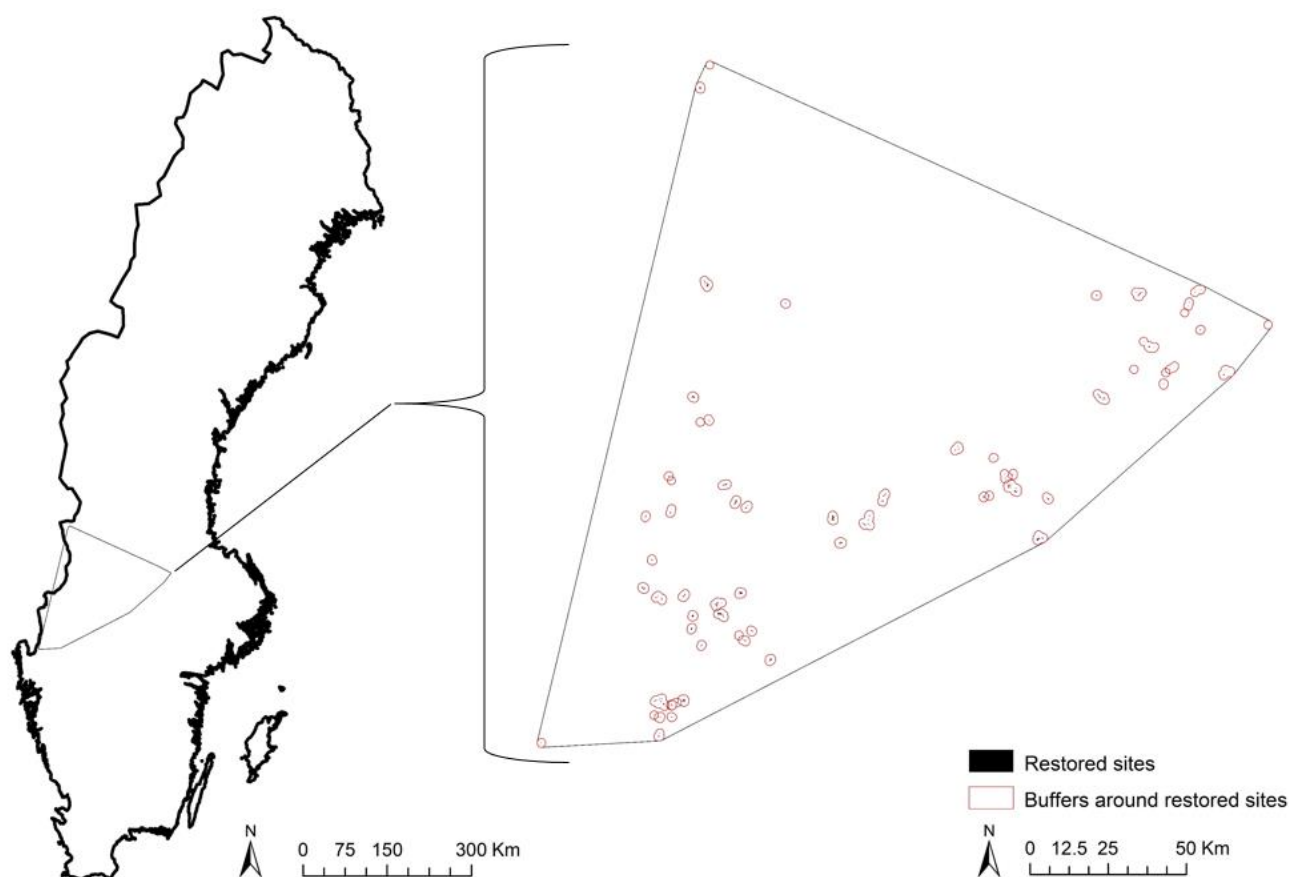 Restored sites
Buffers around restored sites
N
0 75 150 300 Km
N
0 12.5 25 50 Km